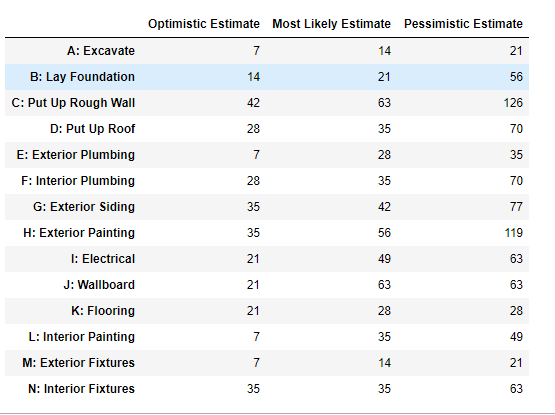 Optimistic Estimate Most Likely Estimate Pessimistic Estimate
A: Excavate 7 14 21
B: Lay Foundation 14 21 56
C: Put Up Rough Wall 42 63 126
D: Put Up Roof 28 35 70
E: Exterior Plumbing 7 28 35
F: Interior Plumbing 28 35 70
G: Exterior Siding 35 42 77
H: Exterior Painting 35 56 119
I: Electrical 21 49 63
J: Wallboard 21 63 63
K: Flooring 21 28 28
L: Interior Painting 7 35 49
M: Exterior Fixtures 7 14 21
N: Interior Fixtures 35 35 63